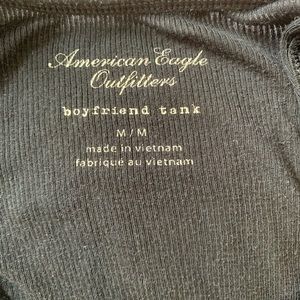 American Eagle
Outfitters
boyfriend tank
M / M
made in vietnam
fabriqué au vietnam